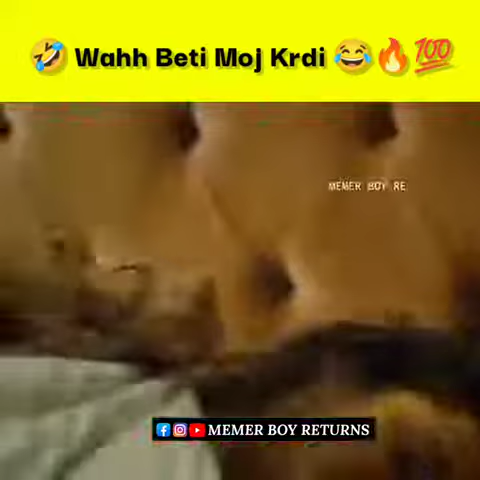 🤣 Wahh Beti Moj Krdi 😂🔥💯
MEMER BOY RE
MEMER BOY RETURNS